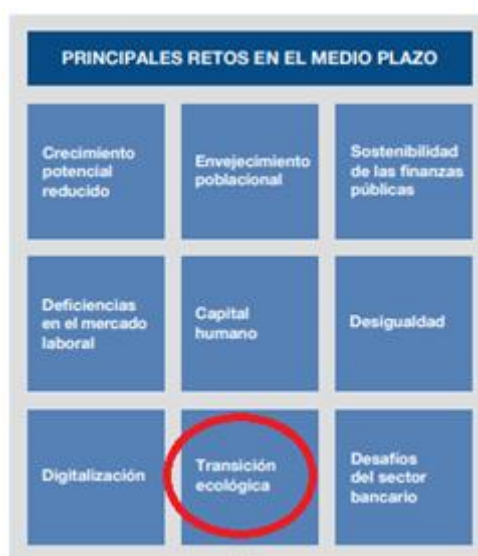 PRINCIPALES RETOS EN EL MEDIO PLAZO
Crecimiento
potencial
reducido
Envejecimiento
poblacional
Sostenibilidad
de las finanzas
públicas
Deficiencias
en el mercado
laboral
Capital
humano
Desigualdad
Digitalización
Transición
ecológica
Desafíos
del sector
bancario